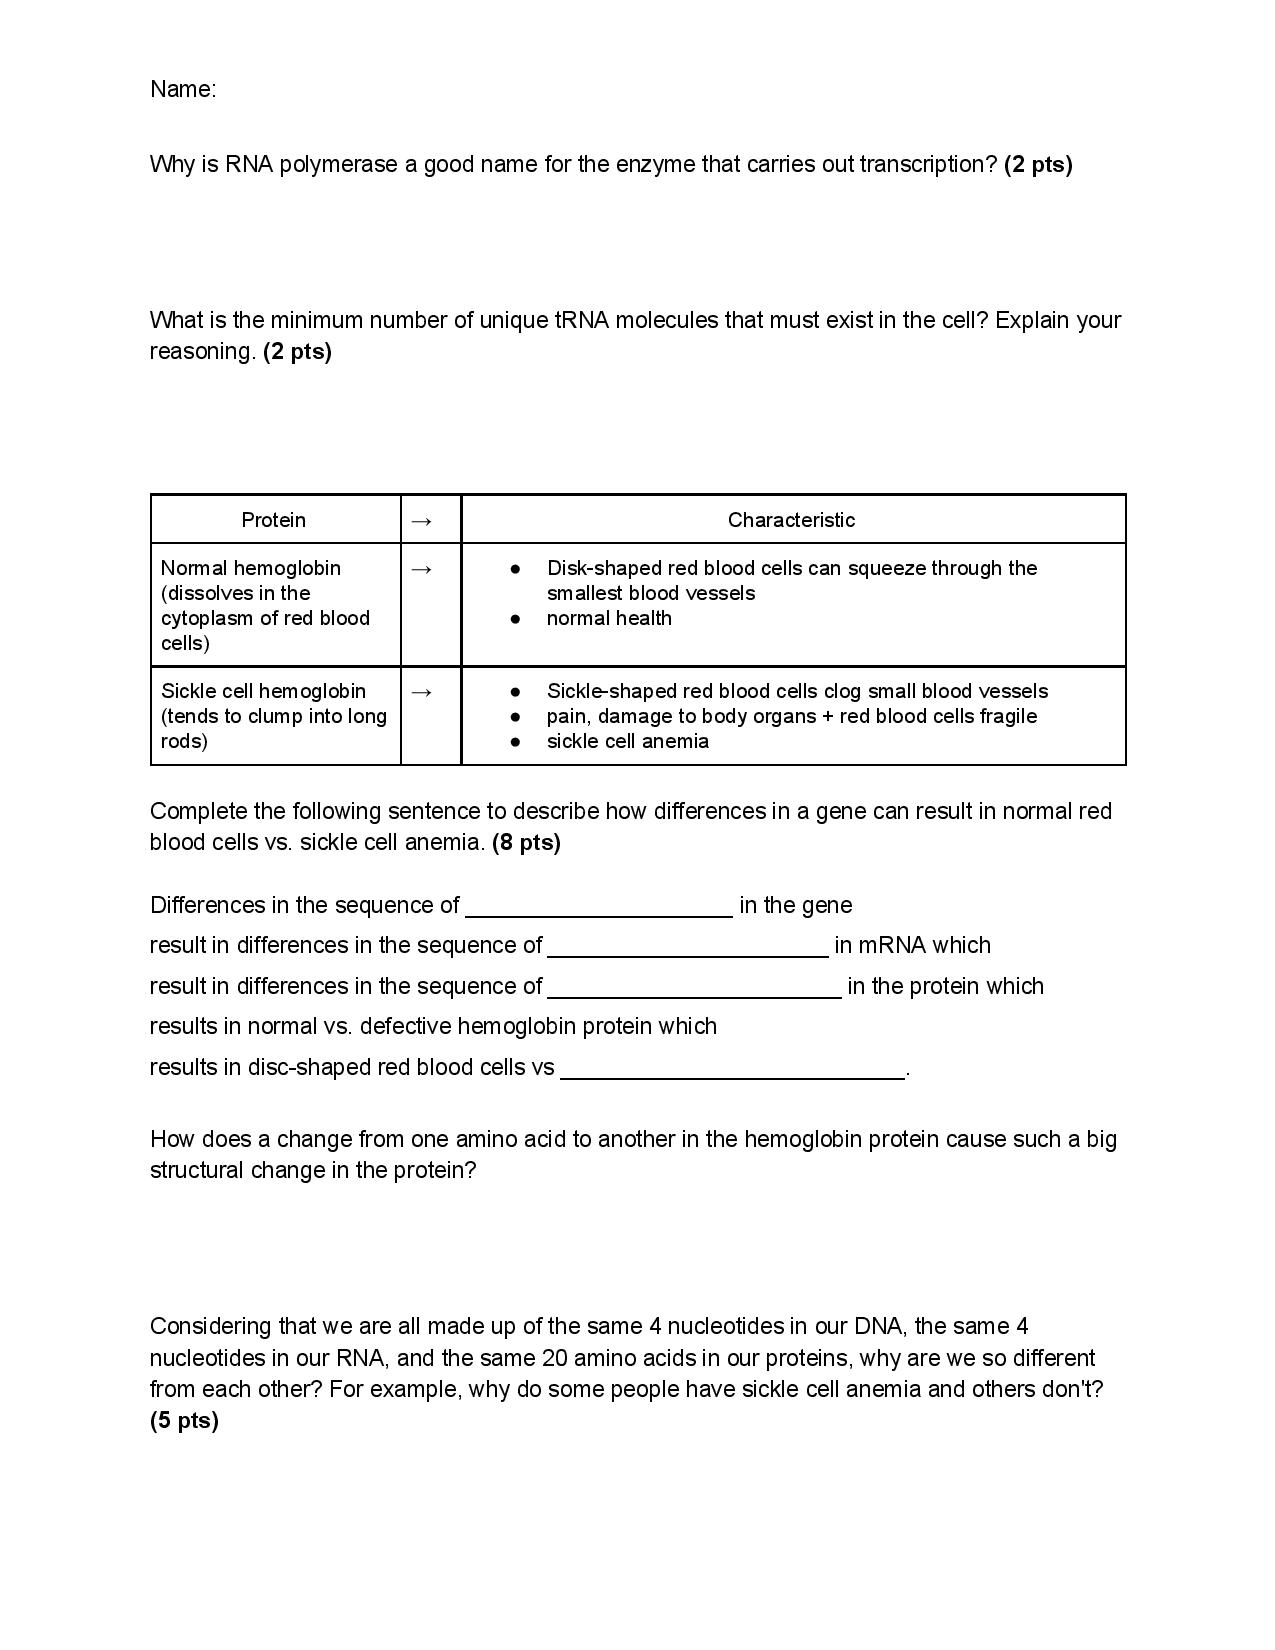 Name:
Why is RNA polymerase a good name for the enzyme that carries out transcription? (2 pts)
What is the minimum number of unique tRNA molecules that must exist in the cell? Explain your
reasoning. (2 pts)
Protein → Characteristic
Normal hemoglobin
(dissolves in the
cytoplasm of red blood
cells)
→
● Disk-shaped red blood cells can squeeze through the
smallest blood vessels
● normal health
Sickle cell hemoglobin
(tends to clump into long
rods)
→
● Sickle-shaped red blood cells clog small blood vessels
● pain, damage to body organs + red blood cells fragile
● sickle cell anemia
Complete the following sentence to describe how differences in a gene can result in normal red
blood cells vs. sickle cell anemia. (8 pts)
Differences in the sequence of ______________________ in the gene
result in differences in the sequence of _______________________ in mRNA which
result in differences in the sequence of ________________________ in the protein which
results in normal vs. defective hemoglobin protein which
results in disc-shaped red blood cells vs ____________________________.
How does a change from one amino acid to another in the hemoglobin protein cause such a big
structural change in the protein?
Considering that we are all made up of the same 4 nucleotides in our DNA, the same 4
nucleotides in our RNA, and the same 20 amino acids in our proteins, why are we so different
from each other? For example, why do some people have sickle cell anemia and others don't?
(5 pts)